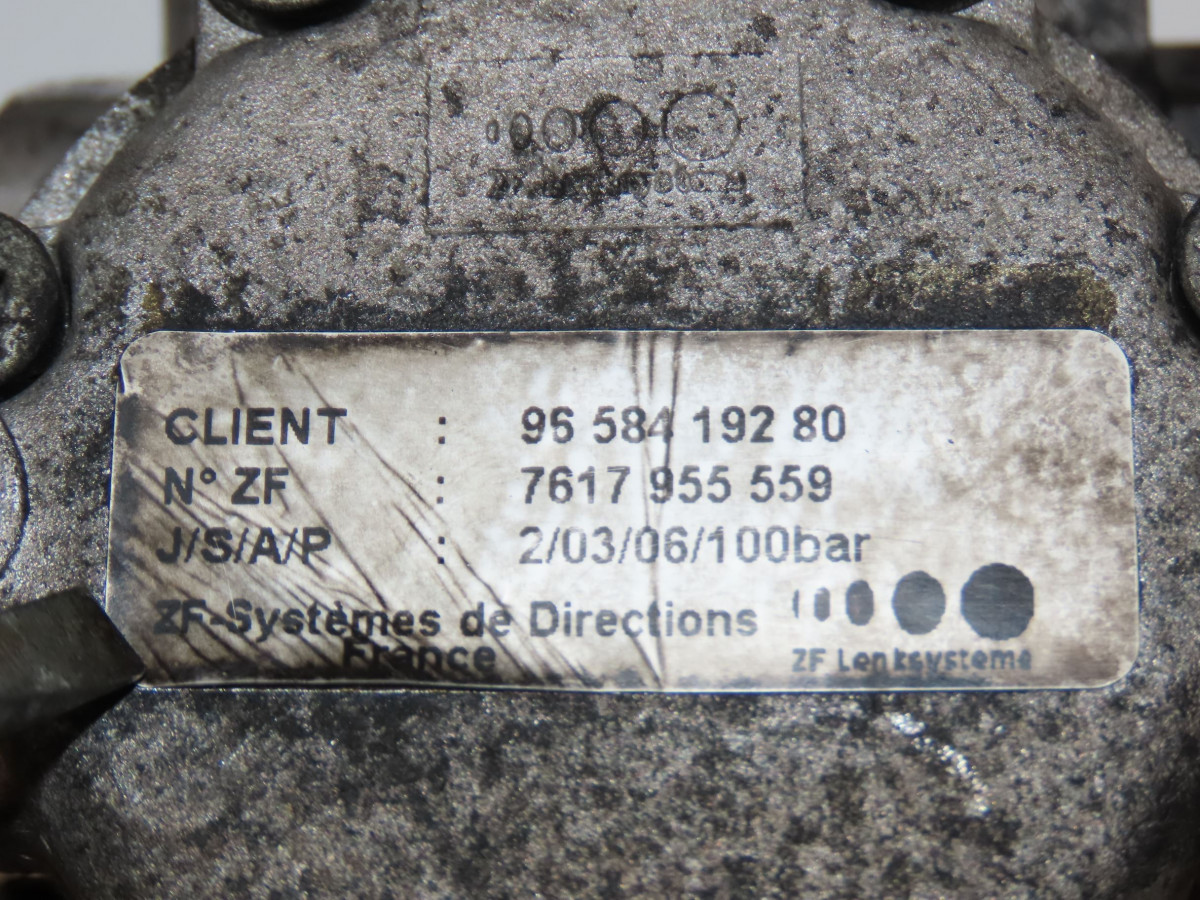 CLIENT : 96 584 192 80
N° ZF : 7617 955 559
J/S/A/P : 2/03/06/100bar
ZF-Systèmes de Directions
France
ZF Lenksysteme